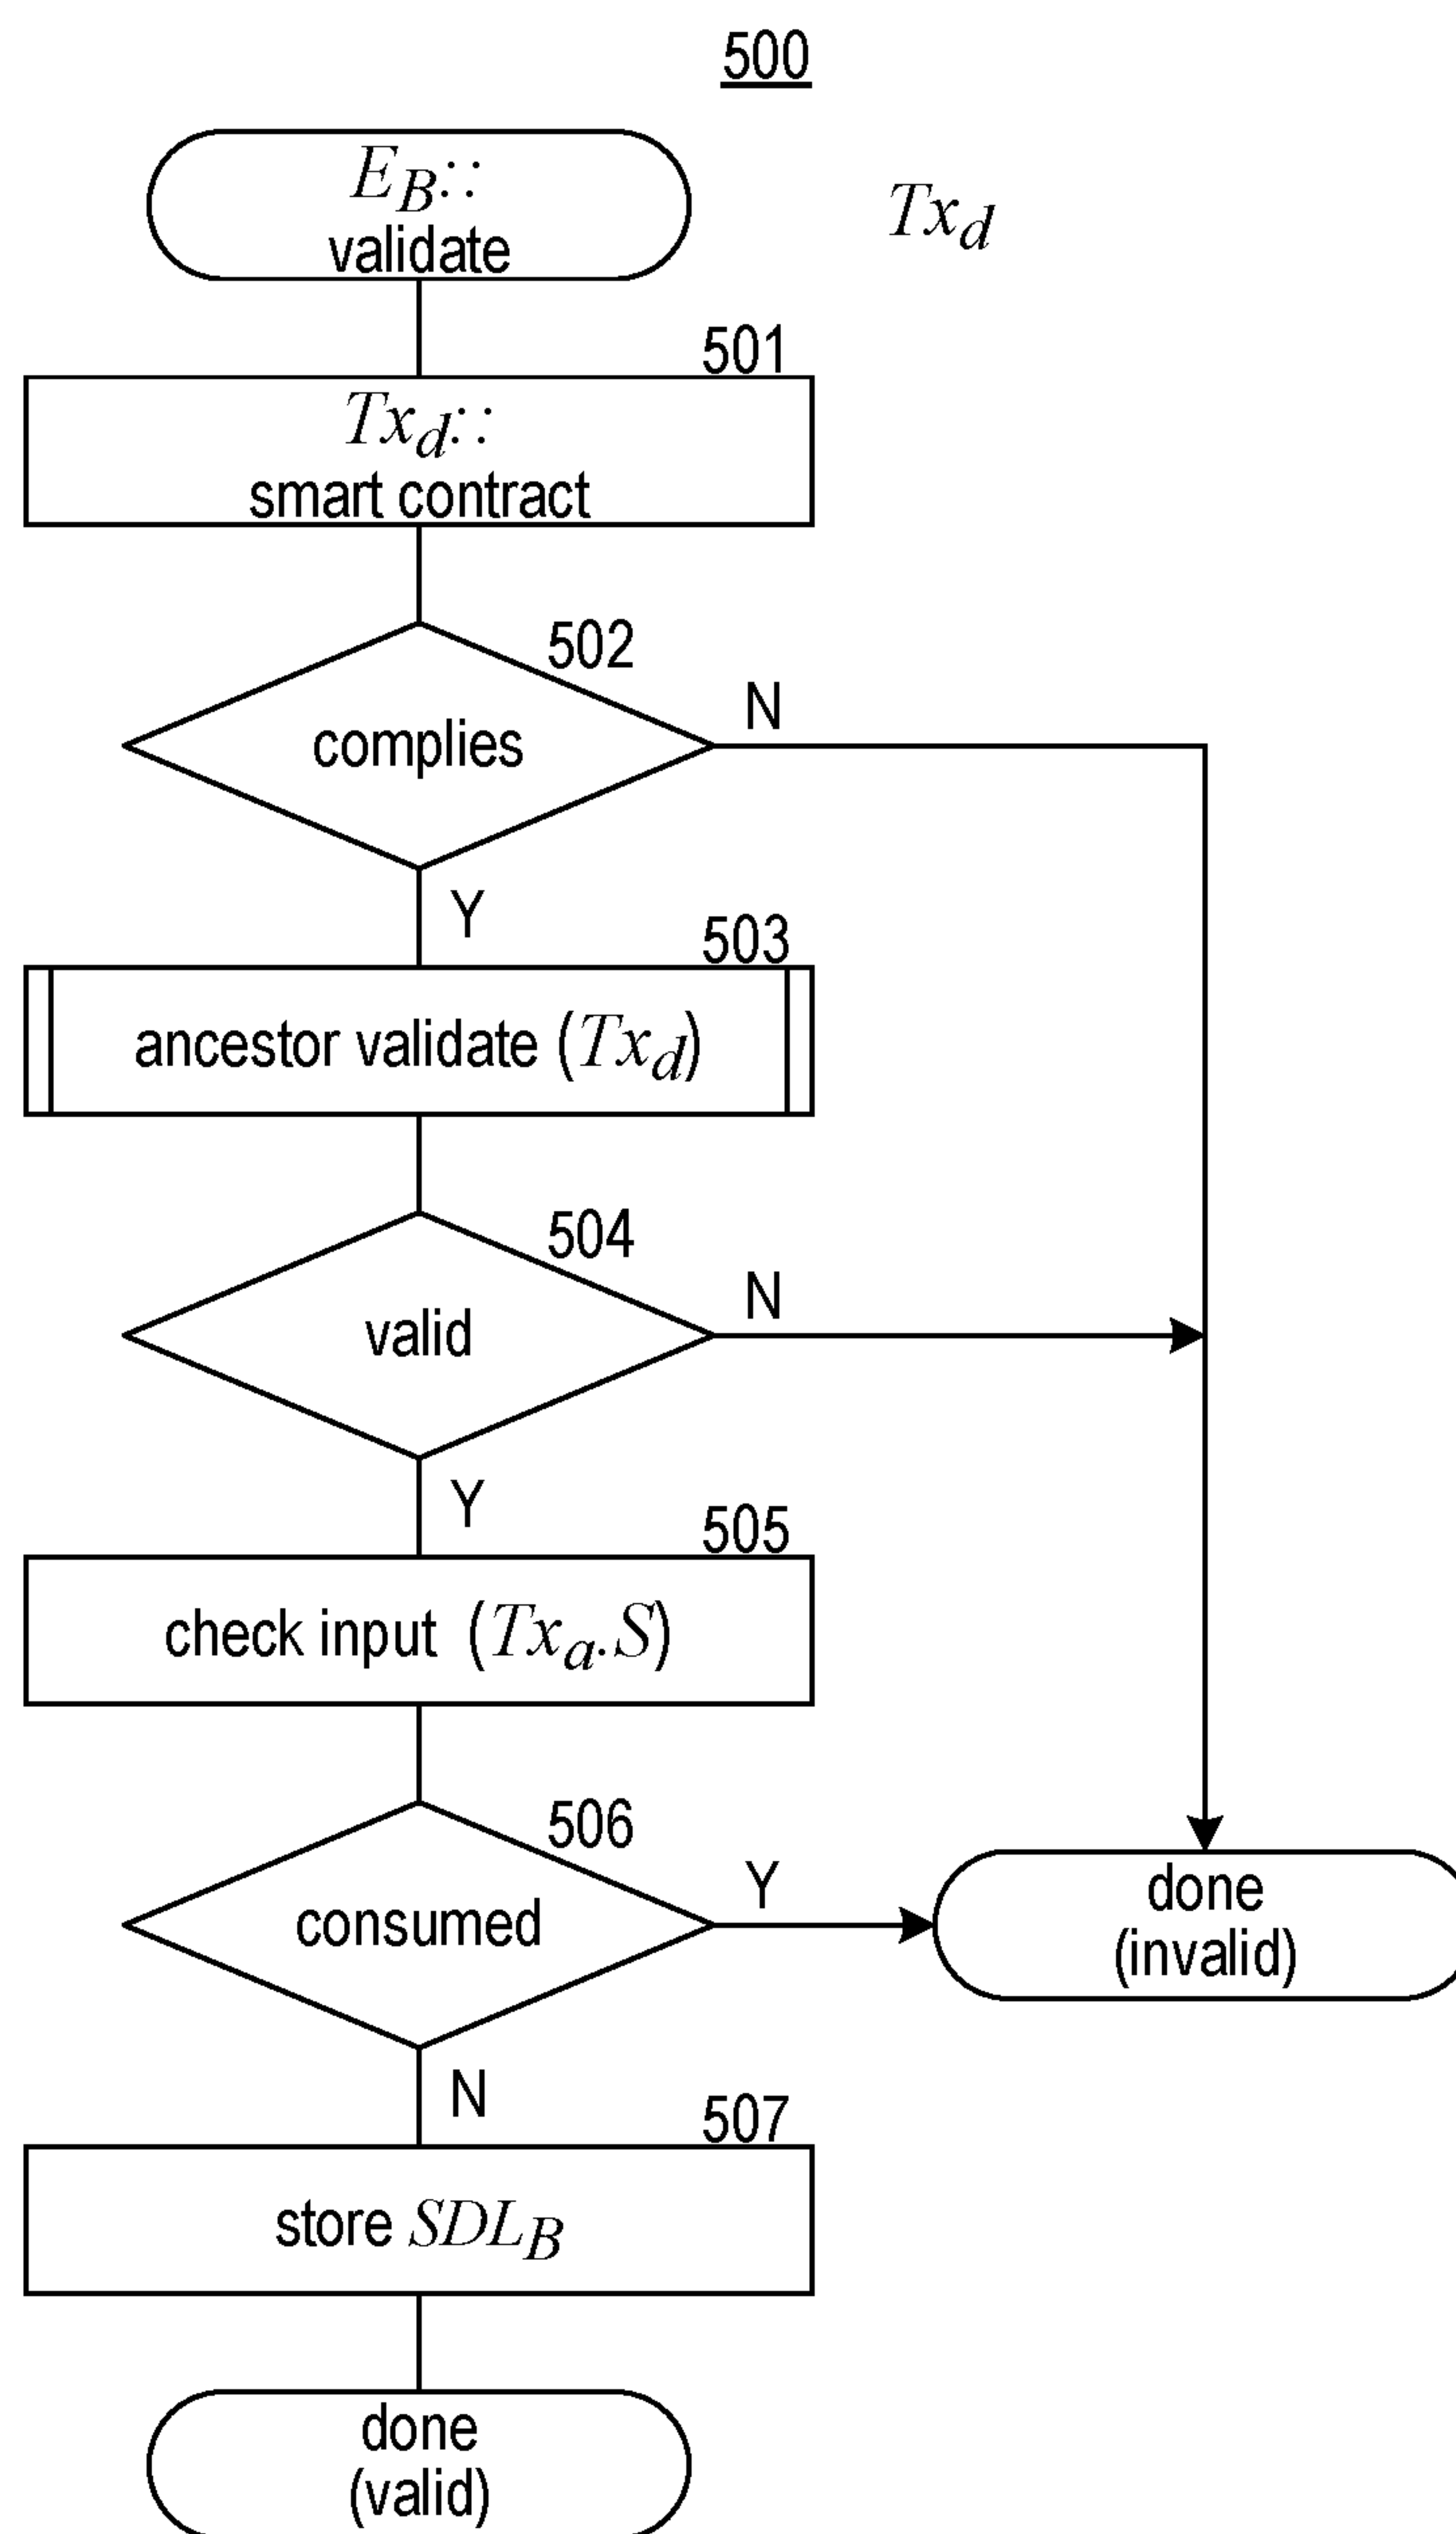 500
E_B::
validate
Tx_d
501
Tx_d::
smart contract
502
complies
N
Y
503
ancestor validate (Tx_d)
504
valid
N
Y
505
check input (Tx_a.S)
506
consumed
Y
done
(invalid)
N
507
store SDL_B
done
(valid)